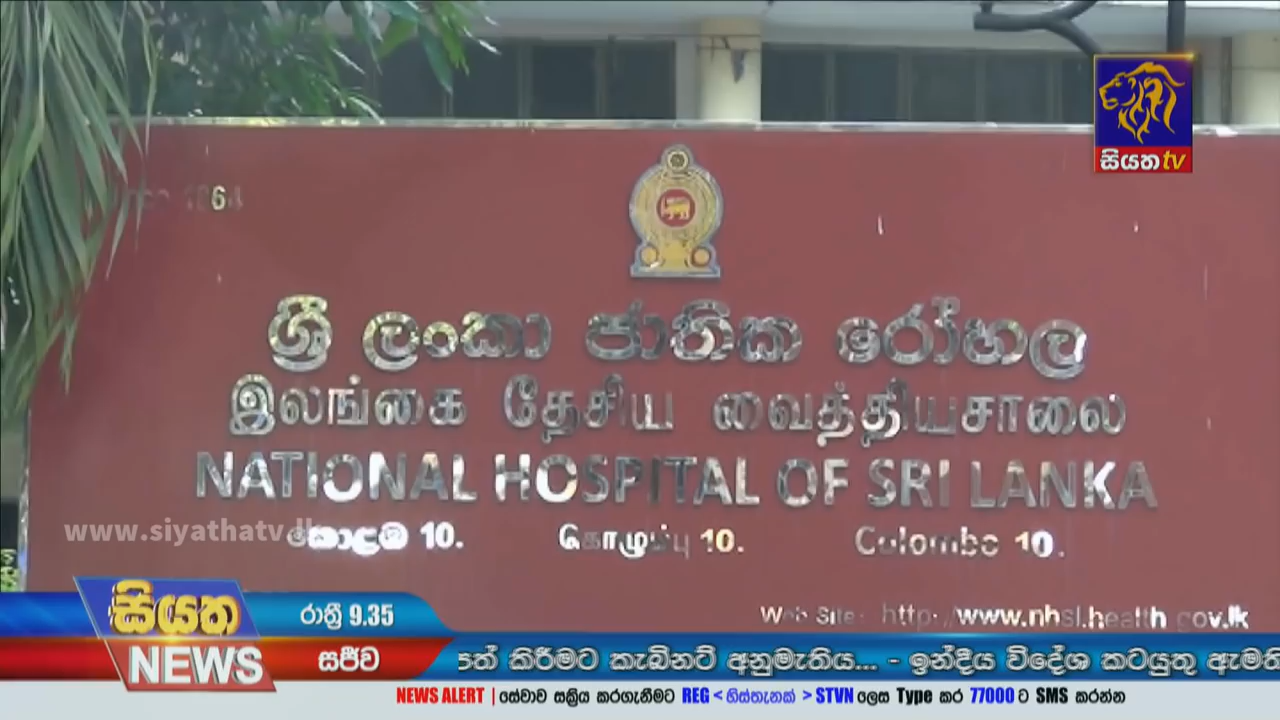 සියත tv
1864
ශ්‍රී ලංකා ජාතික රෝහල
இலங்கை தேசிய வைத்தியசாலை
NATIONAL HOSPITAL OF SRI LANKA
www.siyathatv.lk
කොළඹ 10. கொழும்பு 10. Colombo 10.
Web Site: http://www.nhsl.health.gov.lk
සියත රාත්‍රී 9.35
NEWS සජීව
පත් කිරීමට කැබිනට් අනුමැතිය... - ඉන්දීය විදේශ කටයුතු ඇමති
NEWS ALERT | සේවාව සක්‍රිය කරගැනීමට REG < හිස්තැනක් > STVN ලෙස Type කර 77000 ට SMS කරන්න